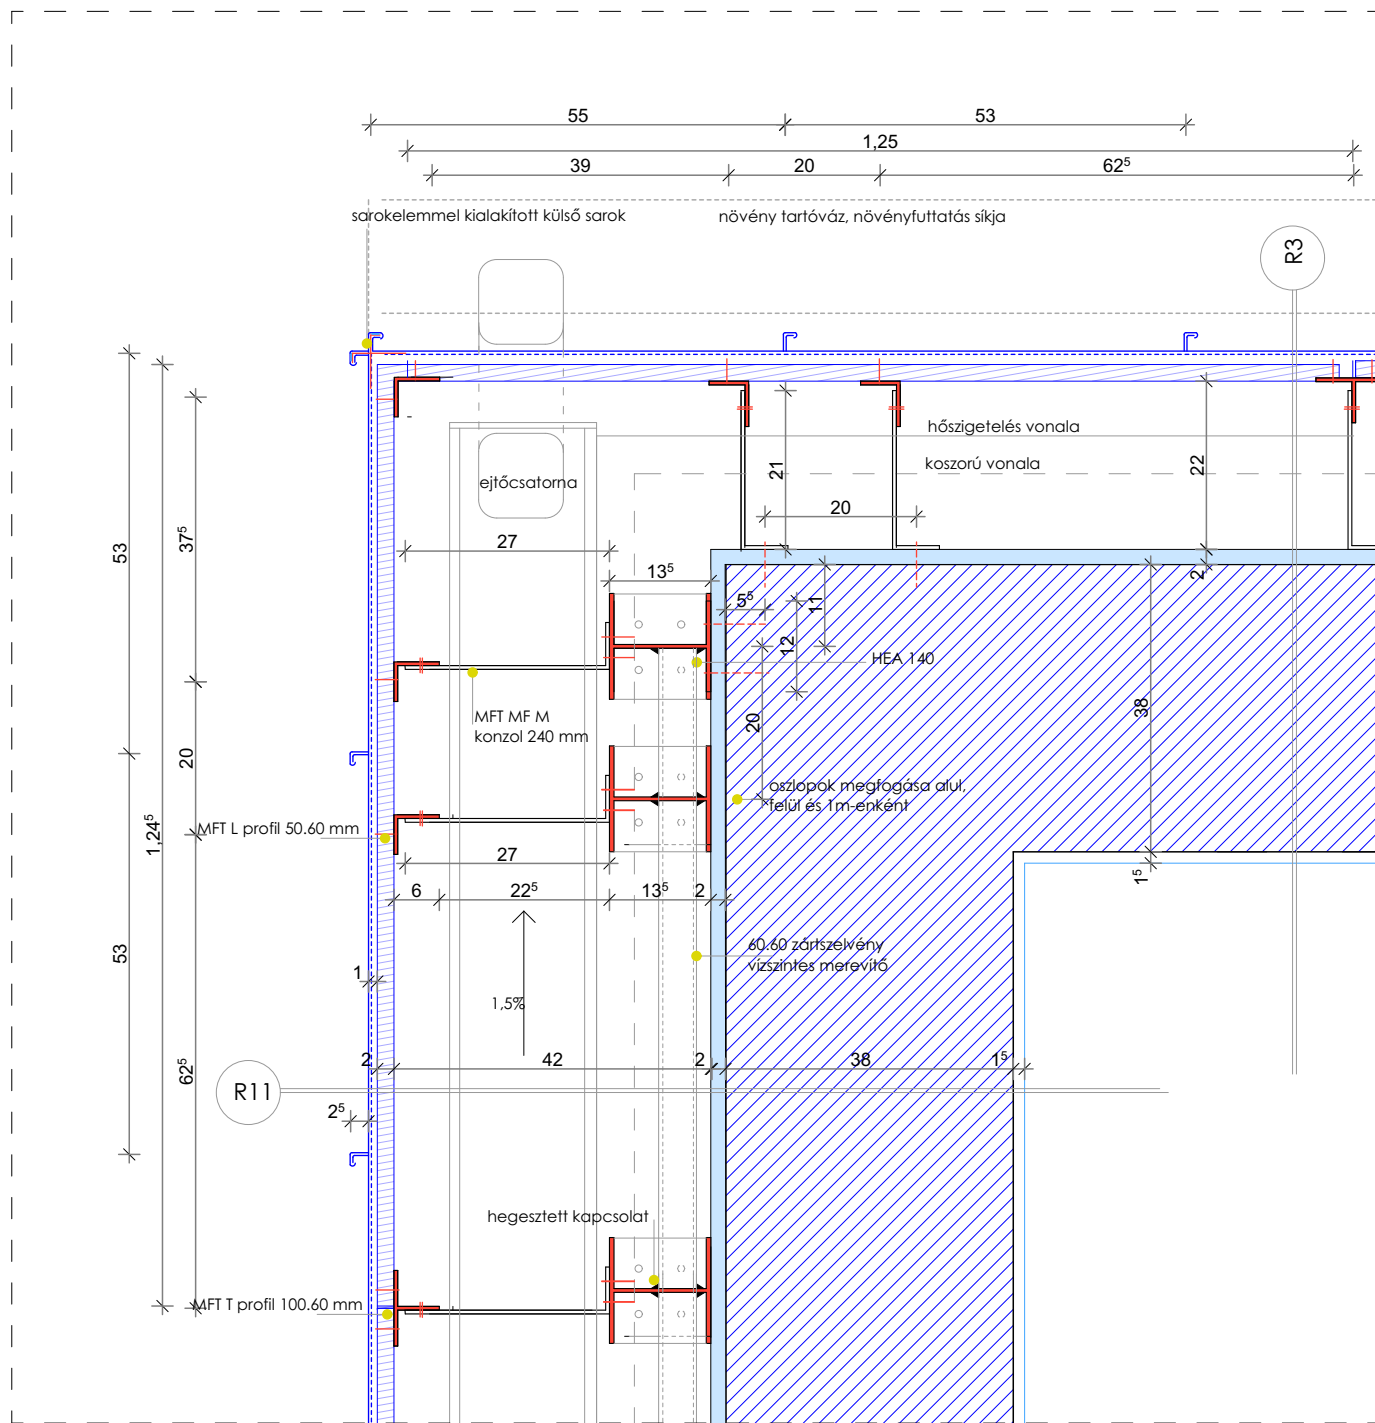 55
53
1,25
39
20
62⁵
sarokelemmel kialakított külső sarok
növény tartóváz, növényfuttatás síkja
R3
hőszigetelés vonala
koszorú vonala
21
22
ejtőcsatorna
20
53
37⁵
27
13⁵
5⁵
11
2
12
HEA 140
38
MFT MF M
konzol 240 mm
20
20
oszlopok megfogása alul,
felül és 1m-enként
1,24⁵
MFT L profil 50.60 mm
27
6
22⁵
13⁵
2
1⁵
53
60.60 zártszelvény
vízszintes merevítő
1
1,5%
2
42
2
38
1⁵
62⁵
R11
2⁵
hegesztett kapcsolat
MFT T profil 100.60 mm